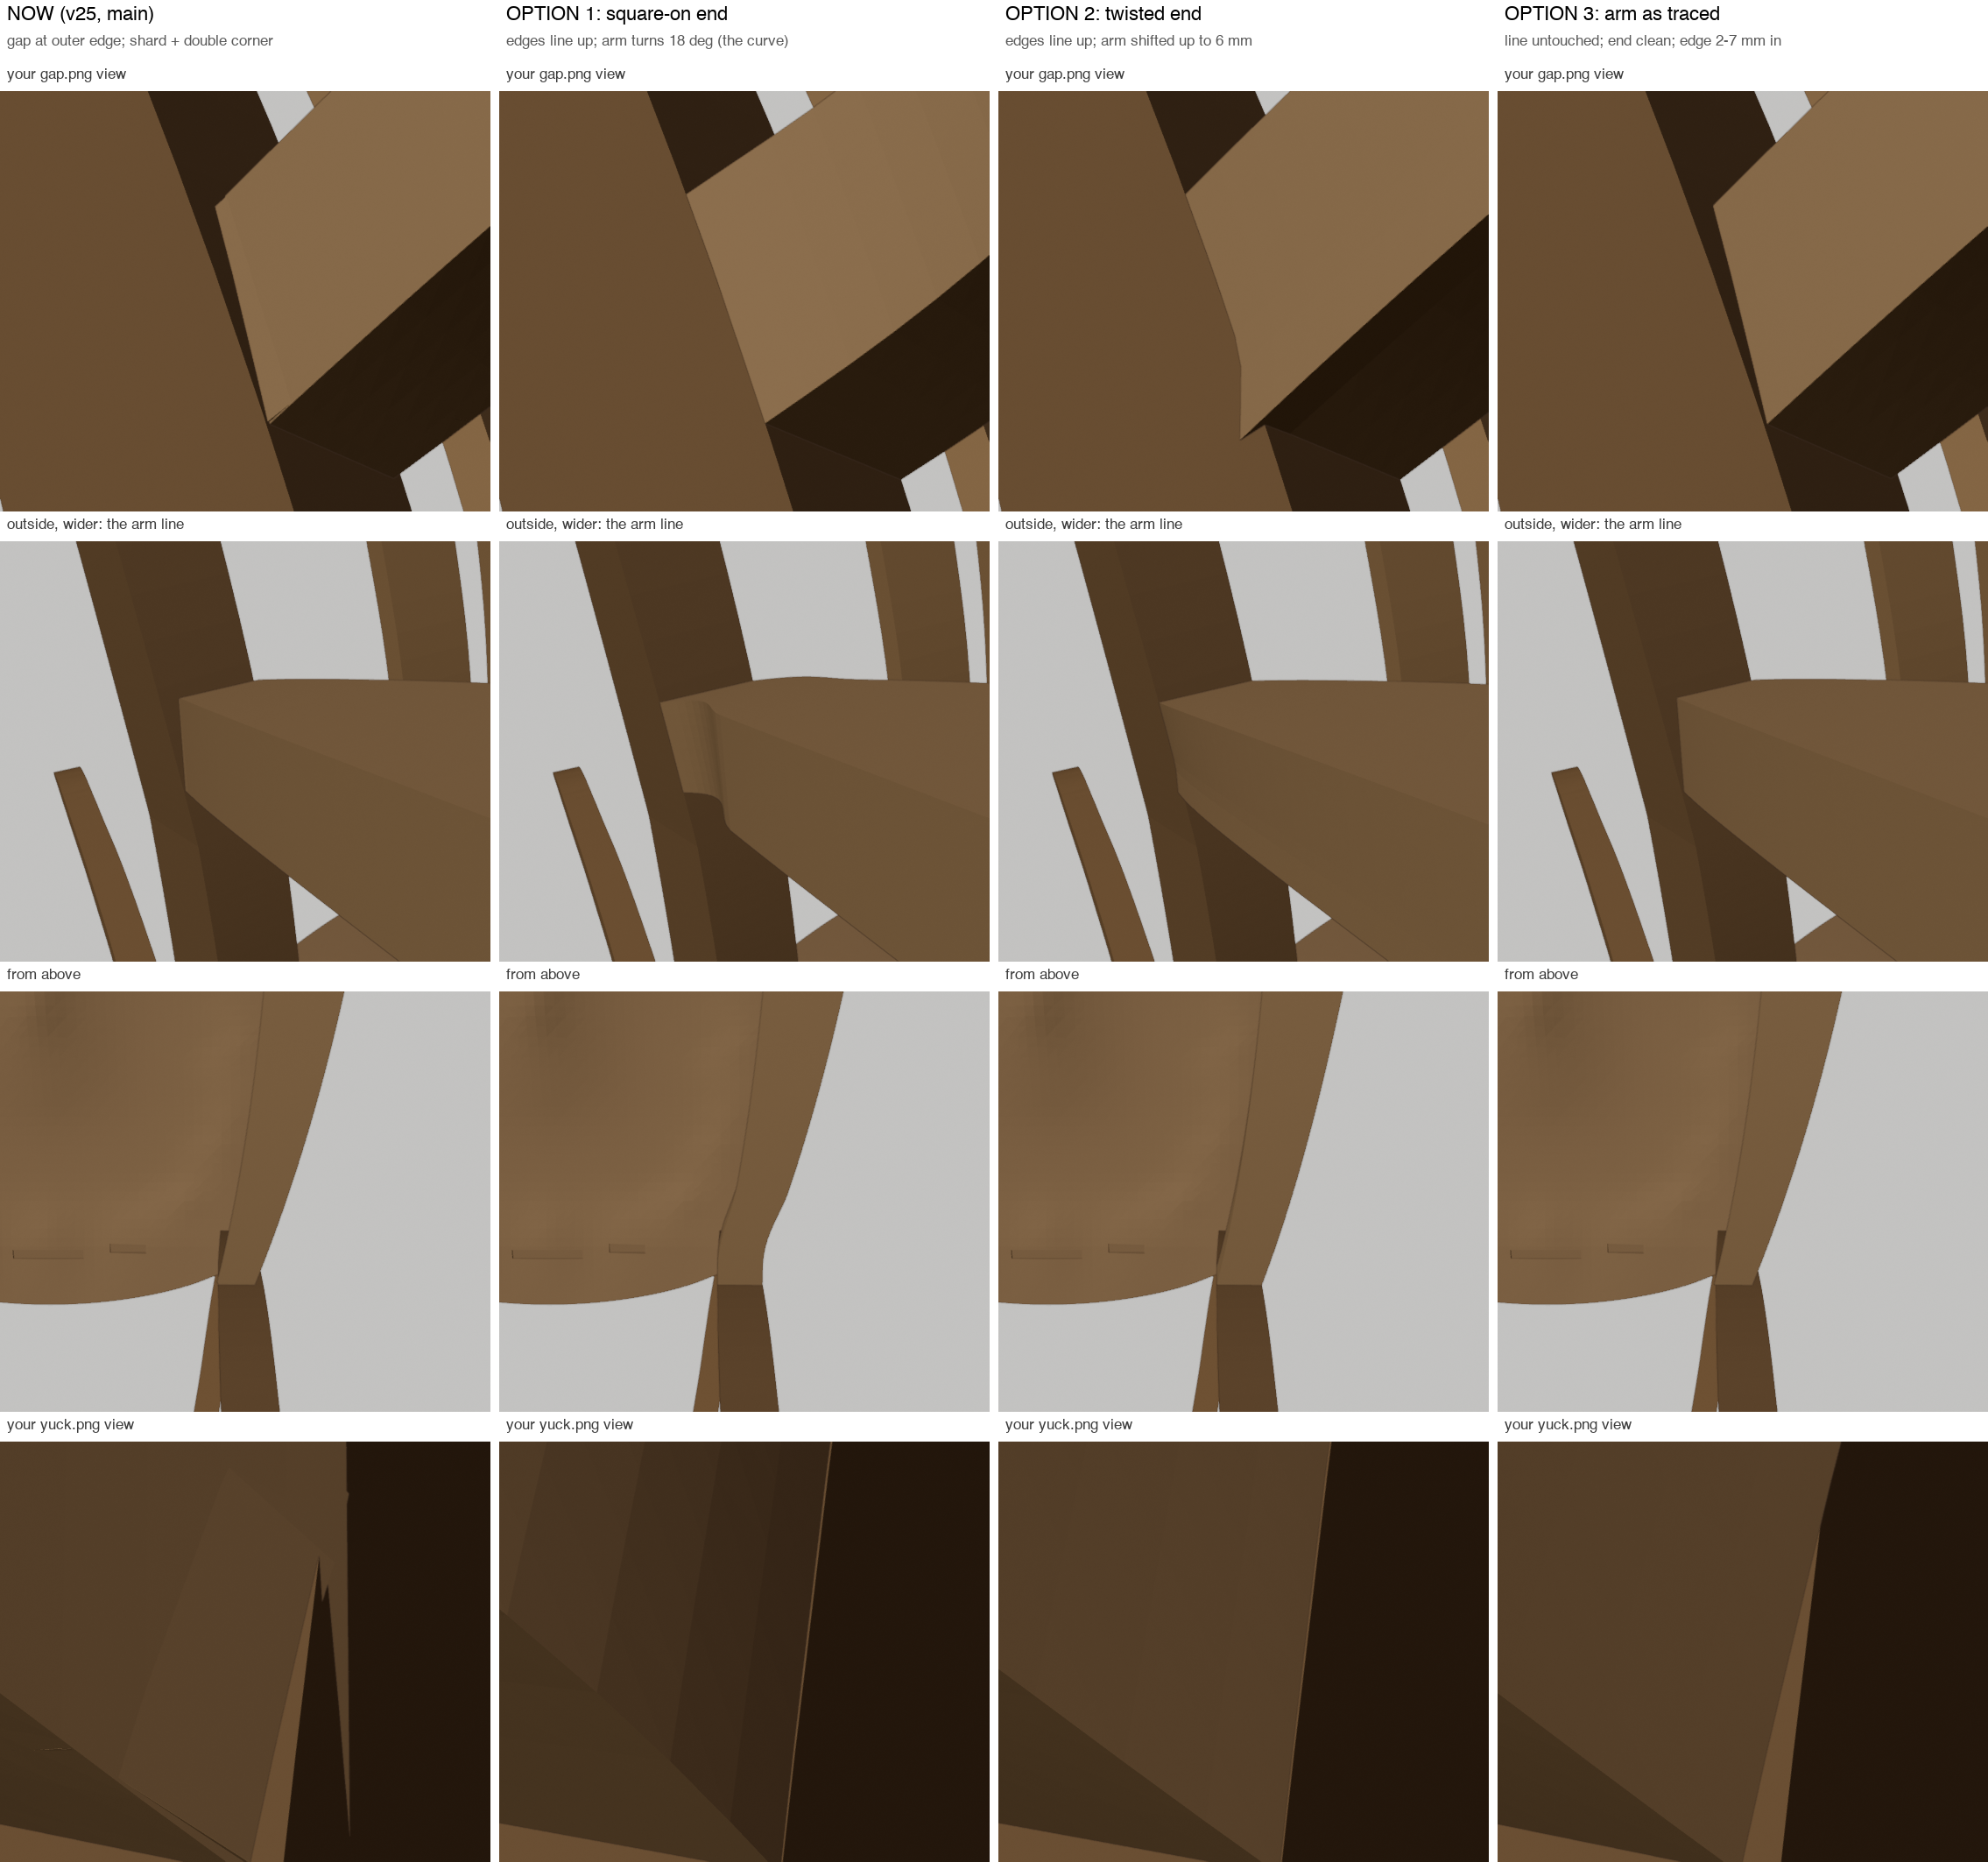 NOW (v25, main)
gap at outer edge; shard + double corner
your gap.png view
OPTION 1: square-on end
edges line up; arm turns 18 deg (the curve)
your gap.png view
OPTION 2: twisted end
edges line up; arm shifted up to 6 mm
your gap.png view
OPTION 3: arm as traced
line untouched; end clean; edge 2-7 mm in
your gap.png view
outside, wider: the arm line
outside, wider: the arm line
outside, wider: the arm line
outside, wider: the arm line
from above
from above
from above
from above
your yuck.png view
your yuck.png view
your yuck.png view
your yuck.png view